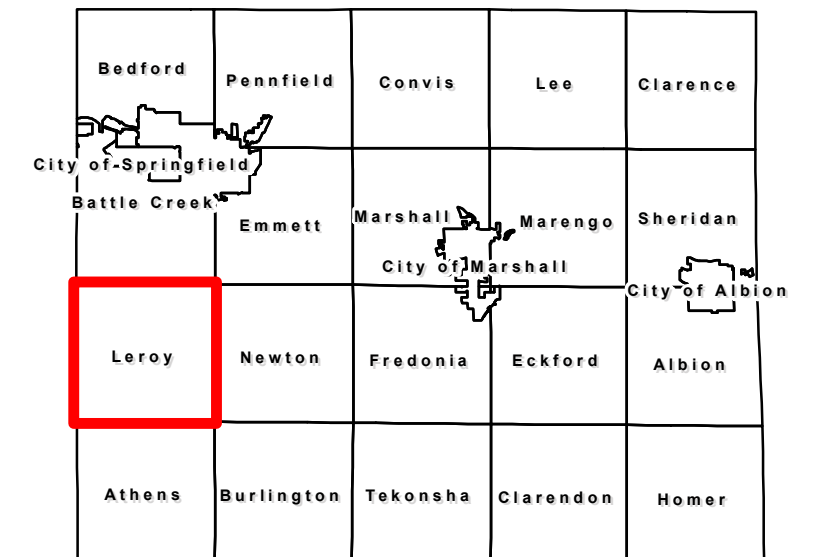 Bedford
Pennfield
Convis
Lee
Clarence
City of Springfield
Battle Creek
Emmett
Marshall
Marengo
Sheridan
City of Marshall
City of Albion
Leroy
Newton
Fredonia
Eckford
Albion
Athens
Burlington
Tekonsha
Clarendon
Homer